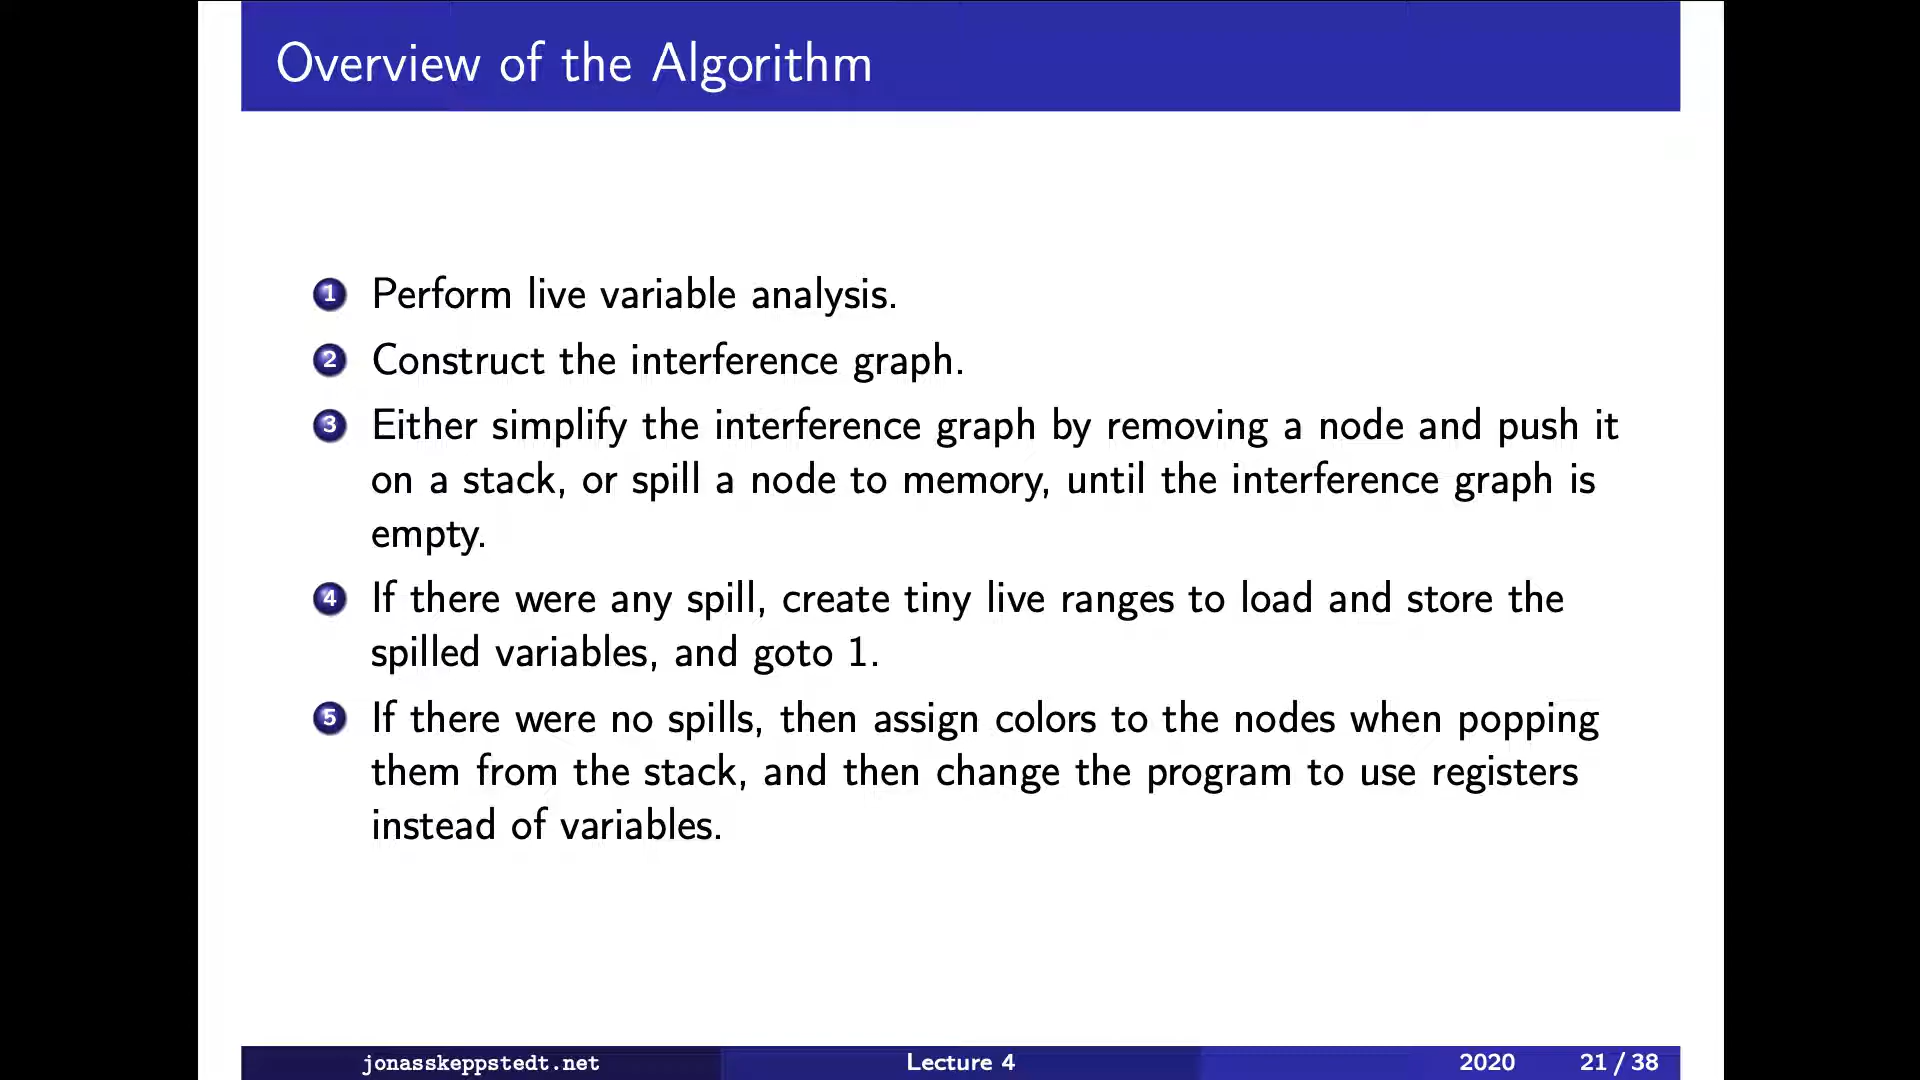 Overview of the Algorithm
1 Perform live variable analysis.
2 Construct the interference graph.
3 Either simplify the interference graph by removing a node and push it
on a stack, or spill a node to memory, until the interference graph is
empty.
4 If there were any spill, create tiny live ranges to load and store the
spilled variables, and goto 1.
5 If there were no spills, then assign colors to the nodes when popping
them from the stack, and then change the program to use registers
instead of variables.
jonasskeppstedt.net Lecture 4 2020 21 / 38